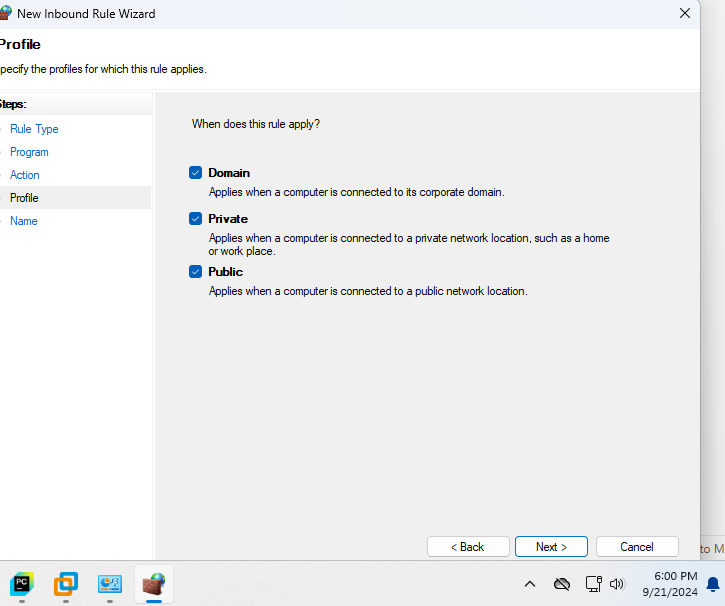 New Inbound Rule Wizard
Profile
pecify the profiles for which this rule applies.
Steps:
Rule Type
Program
Action
Profile
Name
When does this rule apply?
Domain
Applies when a computer is connected to its corporate domain.
Private
Applies when a computer is connected to a private network location, such as a home
or work place.
Public
Applies when a computer is connected to a public network location.
< Back
Next >
Cancel
to M
PC
6:00 PM
9/21/2024